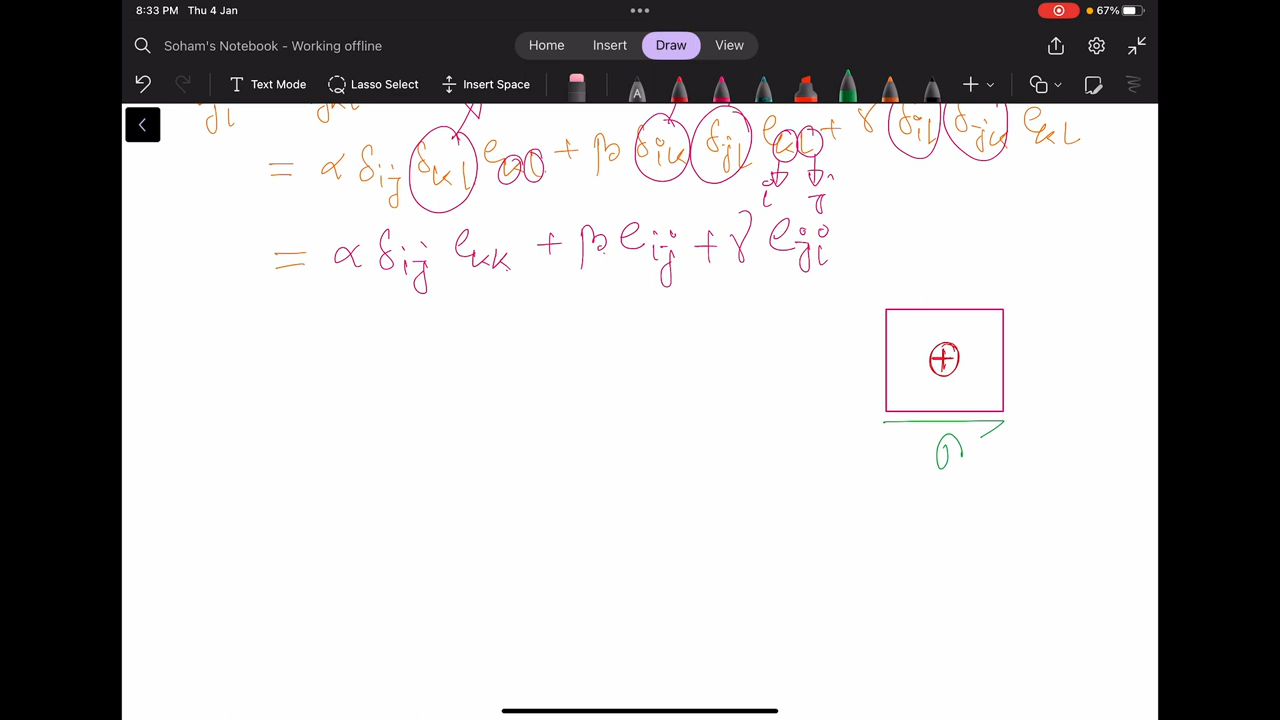 8:33 PM Thu 4 Jan 67%
Soham's Notebook - Working offline
Home Insert Draw View
Text Mode Lasso Select Insert Space
A
= α δij δkl ekl + β δik δjl ekl + γ δil δjk ekl
i j
= α δij ekk + β eij + γ eji
+
σ